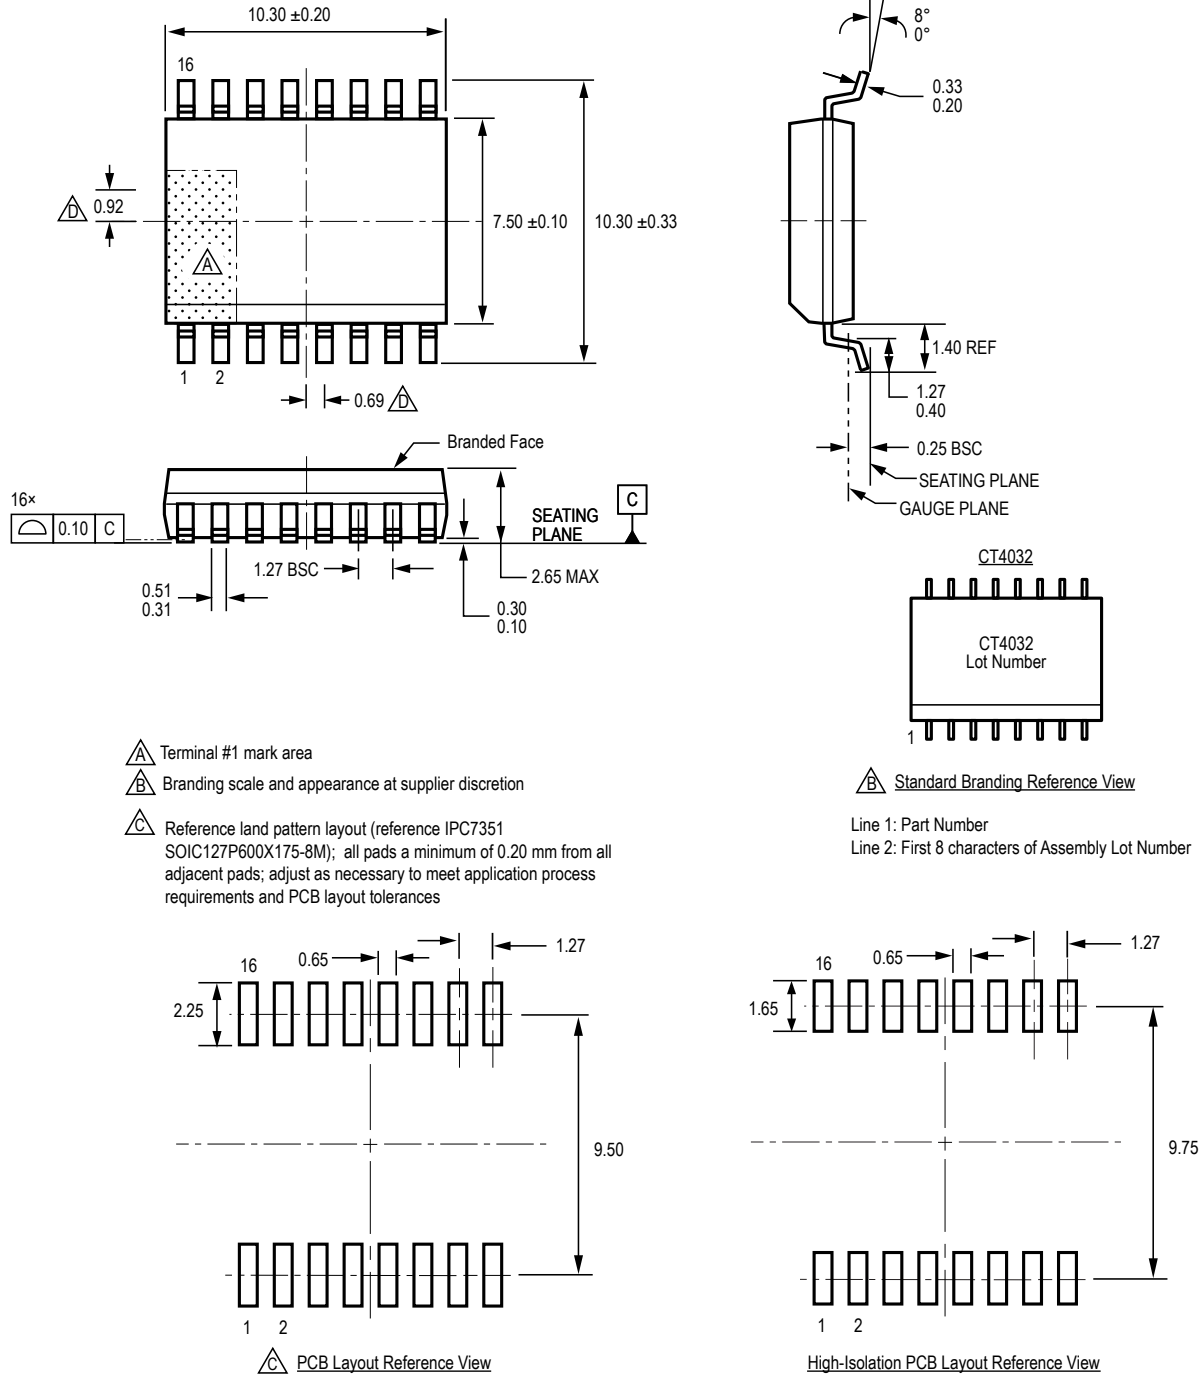 10.30 ±0.20
16
D 0.92
A
7.50 ±0.10
10.30 ±0.33
1 2
0.69 D
8°
0°
0.33
0.20
1.40 REF
1.27
0.40
0.25 BSC
SEATING PLANE
GAUGE PLANE
Branded Face
16×
0.10 C
SEATING
PLANE
C
1.27 BSC
2.65 MAX
0.51
0.31
0.30
0.10
CT4032
CT4032
Lot Number
1
B Standard Branding Reference View
Line 1: Part Number
Line 2: First 8 characters of Assembly Lot Number
A Terminal #1 mark area
B Branding scale and appearance at supplier discretion
C Reference land pattern layout (reference IPC7351
SOIC127P600X175-8M); all pads a minimum of 0.20 mm from all
adjacent pads; adjust as necessary to meet application process
requirements and PCB layout tolerances
16
0.65
1.27
2.25
9.50
1 2
C PCB Layout Reference View
16
0.65
1.27
1.65
9.75
1 2
High-Isolation PCB Layout Reference View